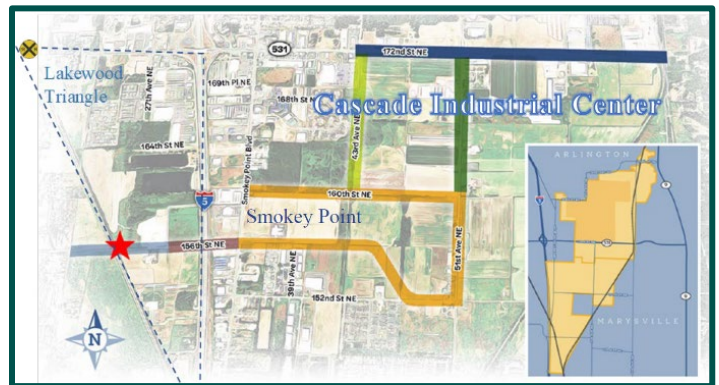 531
172nd St NE
Lakewood
Triangle
27th Ave NE
169th Pl NE
168th St NE
Cascade Industrial Center
43rd Ave NE
164th St NE
Smokey Point Blvd
5
160th St NE
Smokey Point
156th St NE
51st Ave NE
39th Ave NE
152nd St NE
N
ARLINGTON
MARYSVILLE